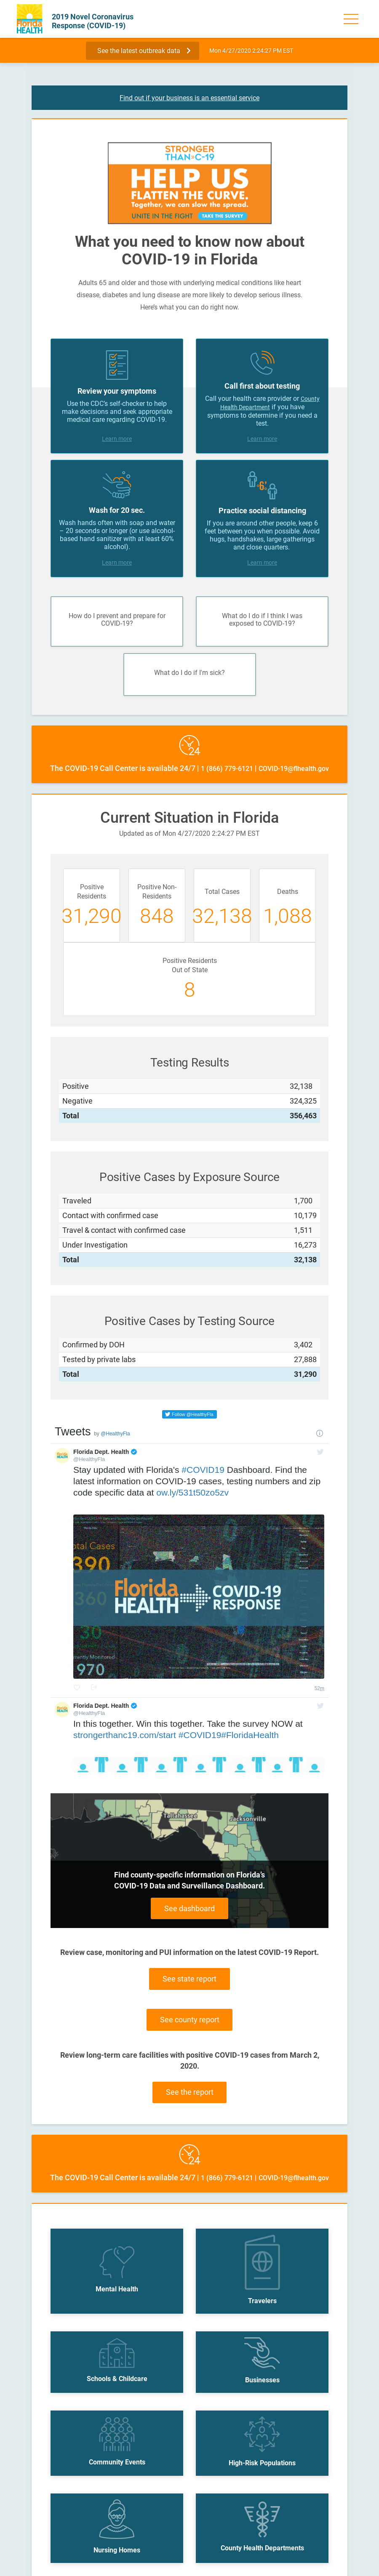 Florida
HEALTH
2019 Novel Coronavirus
Response (COVID-19)
See the latest outbreak data
Mon 4/27/2020 2:24:27 PM EST
Find out if your business is an essential service
STRONGER
THAN C-19
HELP US
FLATTEN THE CURVE.
Together, we can slow the spread.
UNITE IN THE FIGHT TAKE THE SURVEY
What you need to know now about
COVID-19 in Florida
Adults 65 and older and those with underlying medical conditions like heart
disease, diabetes and lung disease are more likely to develop serious illness.
Here's what you can do right now.
Review your symptoms
Use the CDC's self-checker to help
make decisions and seek appropriate
medical care regarding COVID-19.
Learn more
Call first about testing
Call your health care provider or County
Health Department if you have
symptoms to determine if you need a
test.
Learn more
Wash for 20 sec.
Wash hands often with soap and water
– 20 seconds or longer (or use alcohol-
based hand sanitizer with at least 60%
alcohol).
Learn more
6'
Practice social distancing
If you are around other people, keep 6
feet between you when possible. Avoid
hugs, handshakes, large gatherings
and close quarters.
Learn more
How do I prevent and prepare for
COVID-19?
What do I do if I think I was
exposed to COVID-19?
What do I do if I'm sick?
24
The COVID-19 Call Center is available 24/7 | 1 (866) 779-6121 | COVID-19@flhealth.gov
Current Situation in Florida
Updated as of Mon 4/27/2020 2:24:27 PM EST
Positive
Residents
31,290
Positive Non-
Residents
848
Total Cases
32,138
Deaths
1,088
Positive Residents
Out of State
8
Testing Results
Positive 32,138
Negative 324,325
Total 356,463
Positive Cases by Exposure Source
Traveled 1,700
Contact with confirmed case 10,179
Travel & contact with confirmed case 1,511
Under Investigation 16,273
Total 32,138
Positive Cases by Testing Source
Confirmed by DOH 3,402
Tested by private labs 27,888
Total 31,290
Follow @HealthyFla
Tweets by @HealthyFla
Florida Dept. Health
@HealthyFla
Stay updated with Florida's #COVID19 Dashboard. Find the
latest information on COVID-19 cases, testing numbers and zip
code specific data at ow.ly/531t50zo5zv
otal Cases
390
360
30
970
Florida
HEALTH
COVID-19
RESPONSE
52m
Florida Dept. Health
@HealthyFla
In this together. Win this together. Take the survey NOW at
strongerthanc19.com/start #COVID19#FloridaHealth
Tallahassee
Jacksonville
Find county-specific information on Florida's
COVID-19 Data and Surveillance Dashboard.
See dashboard
Review case, monitoring and PUI information on the latest COVID-19 Report.
See state report
See county report
Review long-term care facilities with positive COVID-19 cases from March 2,
2020.
See the report
24
The COVID-19 Call Center is available 24/7 | 1 (866) 779-6121 | COVID-19@flhealth.gov
Mental Health
Travelers
Schools & Childcare
Businesses
Community Events
High-Risk Populations
Nursing Homes
County Health Departments